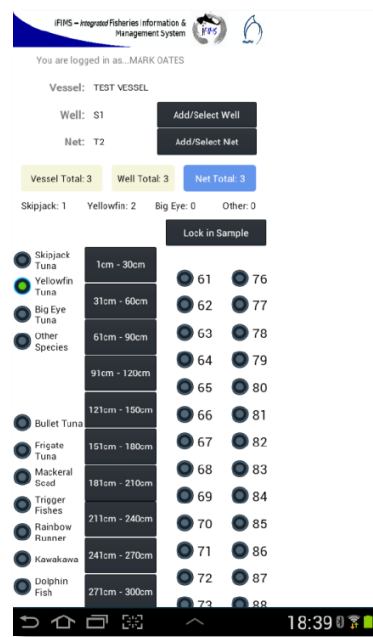 iFIMS – Integrated Fisheries Information &
Management System iFIMS
You are logged in as...MARK OATES
Vessel: TEST VESSEL
Well: S1 Add/Select Well
Net: T2 Add/Select Net
Vessel Total: 3 Well Total: 3 Net Total: 3
Skipjack: 1 Yellowfin: 2 Big Eye: 0 Other: 0
Lock in Sample
Skipjack
Tuna
Yellowfin
Tuna
Big Eye
Tuna
Other
Species
Bullet Tuna
Frigate
Tuna
Mackeral
Scad
Trigger
Fishes
Rainbow
Runner
Kawakawa
Dolphin
Fish
1cm - 30cm
31cm - 60cm
61cm - 90cm
91cm - 120cm
121cm - 150cm
151cm - 180cm
181cm - 210cm
211cm - 240cm
241cm - 270cm
271cm - 300cm
61 76
62 77
63 78
64 79
65 80
66 81
67 82
68 83
69 84
70 85
71 86
72 87
73 88
18:39